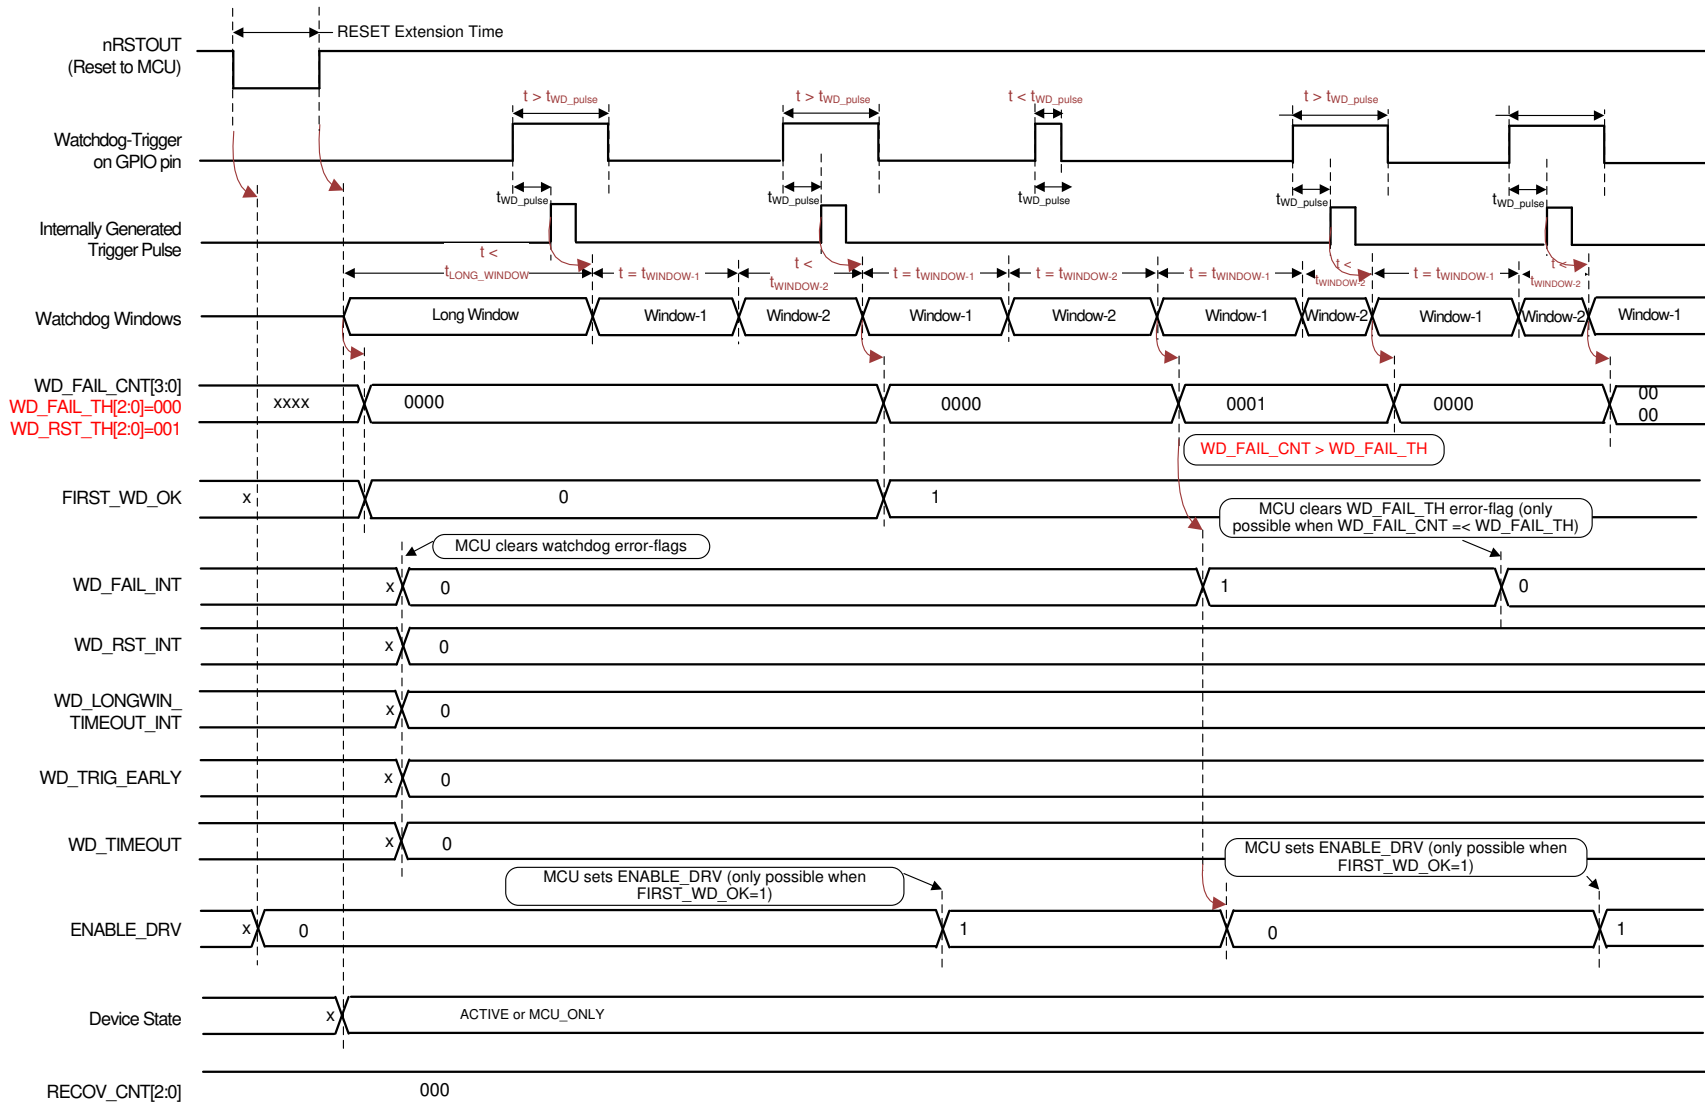 RESET Extension Time
nRSTOUT
(Reset to MCU)
t > tWD_pulse
t > tWD_pulse
t < tWD_pulse
t > tWD_pulse
Watchdog-Trigger
on GPIO pin
tWD_pulse
tWD_pulse
tWD_pulse
tWD_pulse
tWD_pulse
Internally Generated
Trigger Pulse
t <
tLONG_WINDOW
t = tWINDOW-1
t <
tWINDOW-2
t = tWINDOW-1
t = tWINDOW-2
t = tWINDOW-1
t <
tWINDOW-2
t = tWINDOW-1
t <
tWINDOW-2
Watchdog Windows
Long Window
Window-1
Window-2
Window-1
Window-2
Window-1
Window-2
Window-1
Window-2
Window-1
WD_FAIL_CNT[3:0]
WD_FAIL_TH[2:0]=000
WD_RST_TH[2:0]=001
xxxx
0000
0000
0001
0000
00
00
WD_FAIL_CNT > WD_FAIL_TH
FIRST_WD_OK
x
0
1
MCU clears WD_FAIL_TH error-flag (only
possible when WD_FAIL_CNT =< WD_FAIL_TH)
MCU clears watchdog error-flags
WD_FAIL_INT
x
0
1
0
WD_RST_INT
x
0
WD_LONGWIN_
TIMEOUT_INT
x
0
WD_TRIG_EARLY
x
0
WD_TIMEOUT
x
0
MCU sets ENABLE_DRV (only possible when
FIRST_WD_OK=1)
MCU sets ENABLE_DRV (only possible when
FIRST_WD_OK=1)
ENABLE_DRV
x
0
1
0
1
Device State
x
ACTIVE or MCU_ONLY
RECOV_CNT[2:0]
000